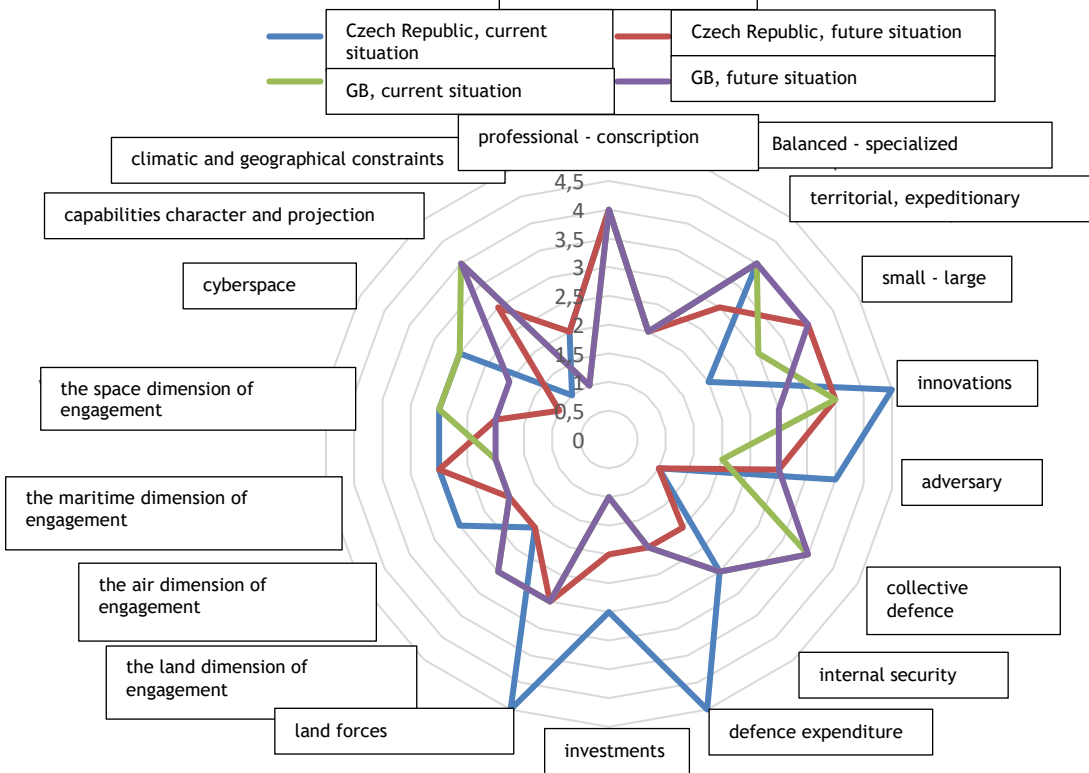 Czech Republic, current
situation
Czech Republic, future situation
GB, current situation
GB, future situation
professional - conscription
Balanced - specialized
territorial, expeditionary
small - large
innovations
adversary
collective
defence
internal security
defence expenditure
investments
land forces
the land dimension of
engagement
the air dimension of
engagement
the maritime dimension of
engagement
the space dimension of
engagement
cyberspace
capabilities character and projection
climatic and geographical constraints
4,5
4
3,5
3
2,5
2
1,5
1
0,5
0